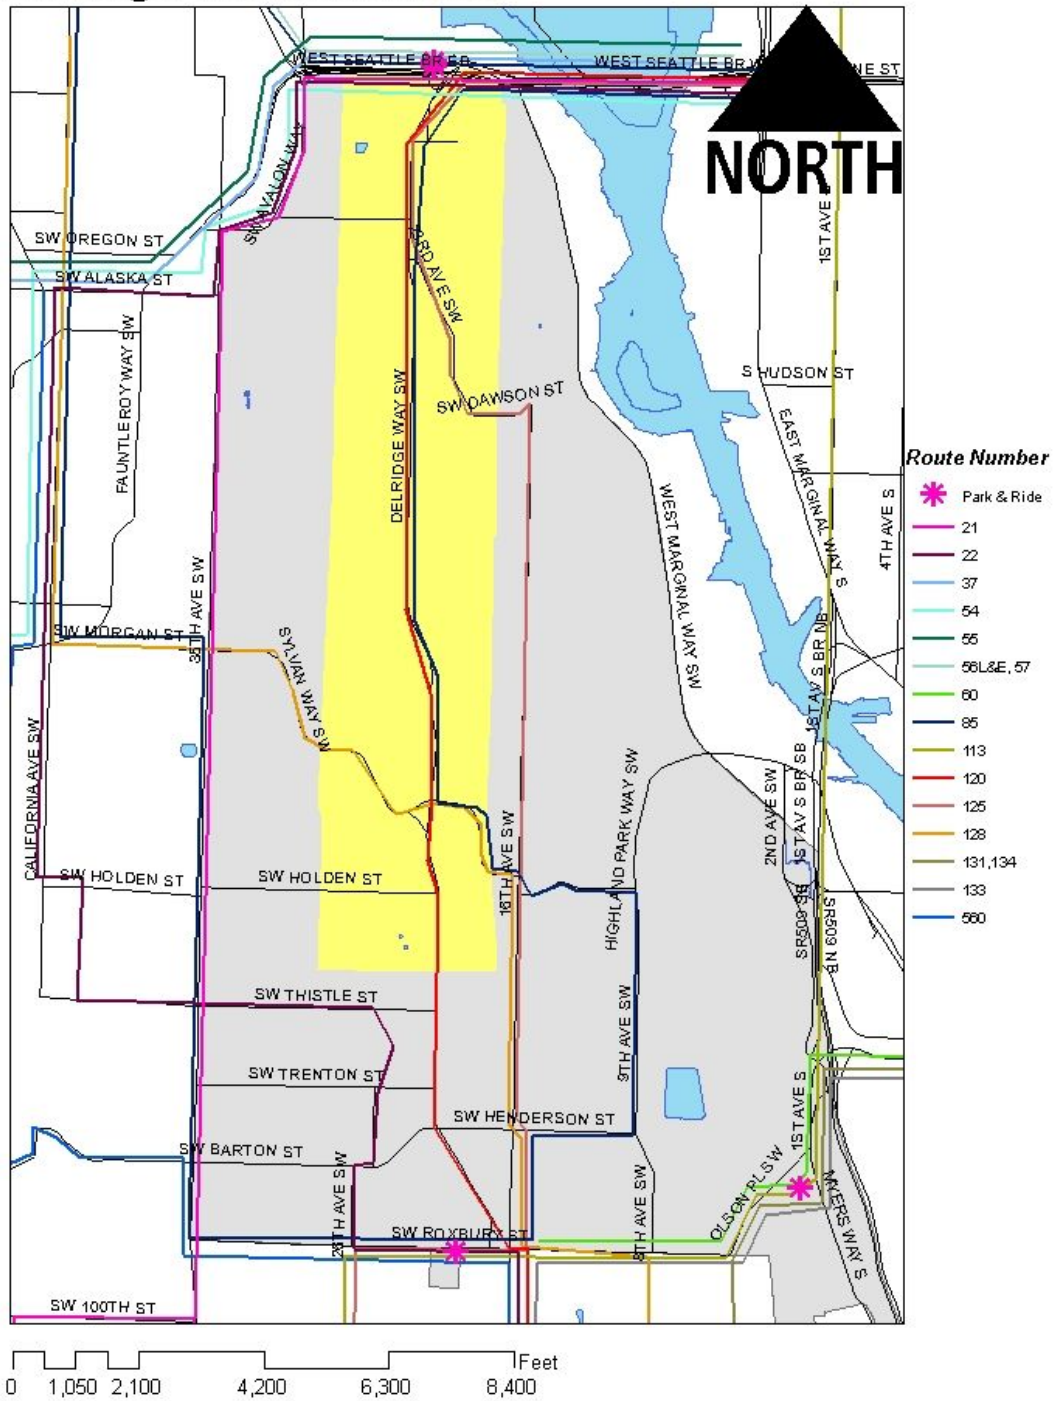 WEST SEATTLE BR EB
WEST SEATTLE BR W
NE ST
NORTH
SW AVALON WAY
1ST AVE S
SW OREGON ST
SW ALASKA ST
23RD AVE SW
FAUNTLEROY WAY SW
DELRIDGE WAY SW
SW DAWSON ST
S HUDSON ST
EAST MARGINAL WAY S
4TH AVE S
WEST MARGINAL WAY SW
35TH AVE SW
SW MORGAN ST
SYLVAN WAY SW
1ST AV S BR NB
CALIFORNIA AVE SW
HIGHLAND PARK WAY SW
2ND AVE SW
1ST AV S BR SB
16TH AVE SW
SW HOLDEN ST
SW HOLDEN ST
SR509 SB
SR509 NB
SW THISTLE ST
9TH AVE SW
SW TRENTON ST
SW HENDERSON ST
1ST AVE S
SW BARTON ST
26TH AVE SW
SW ROXBURY ST
8TH AVE SW
OLSON PL SW
MYERS WAY S
SW 100TH ST
Route Number
Park & Ride
21
22
37
54
55
56L&E, 57
60
85
113
120
125
128
131,134
133
560
Feet
0 1,050 2,100 4,200 6,300 8,400